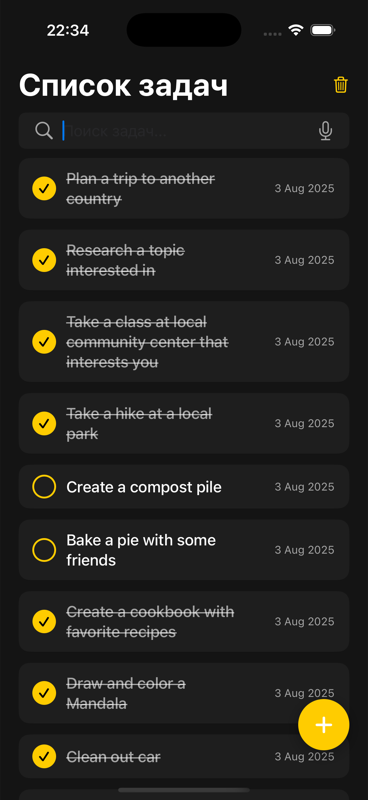 22:34
Список задач
Поиск задач...
Plan a trip to another
country
3 Aug 2025
Research a topic
interested in
3 Aug 2025
Take a class at local
community center that
interests you
3 Aug 2025
Take a hike at a local
park
3 Aug 2025
Create a compost pile
3 Aug 2025
Bake a pie with some
friends
3 Aug 2025
Create a cookbook with
favorite recipes
3 Aug 2025
Draw and color a
Mandala
3 Aug 2025
Clean out car
3 Aug 2025